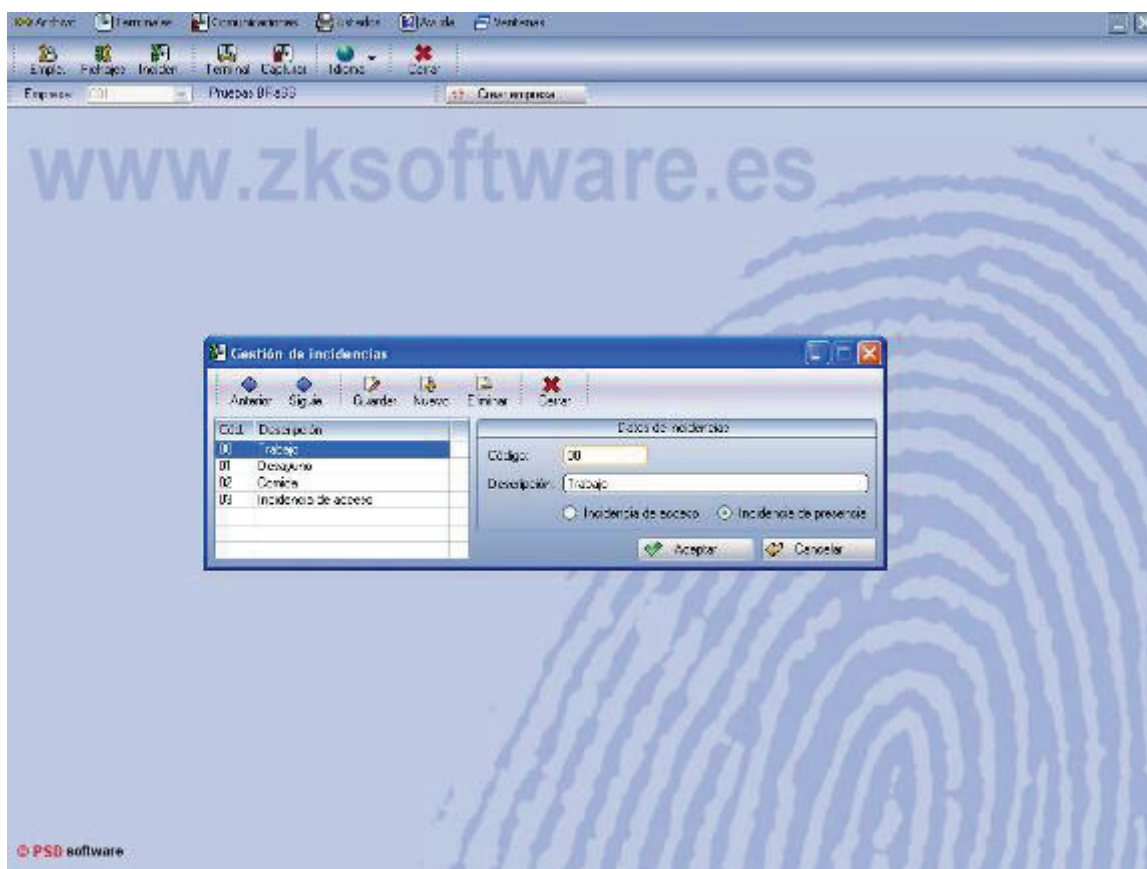 Archivo Terminales Comunicaciones Listados Ayuda Ventanas
Emple. Fichajes Inciden. Terminal Capturar Idioma Cerrar
Empresa: 001 Pruebas Crear empresa
www.zksoftware.es
Gestión de incidencias
Anterior Siguie. Guardar Nuevo Eliminar Cerrar
Cód. Descripción
00 Trabajo
01 Desayuno
02 Comida
03 Incidencia de acceso
Datos de incidencias
Código: 00
Descripción: Trabajo
Incidencia de acceso Incidencia de presencia
Aceptar Cancelar
© PSD software